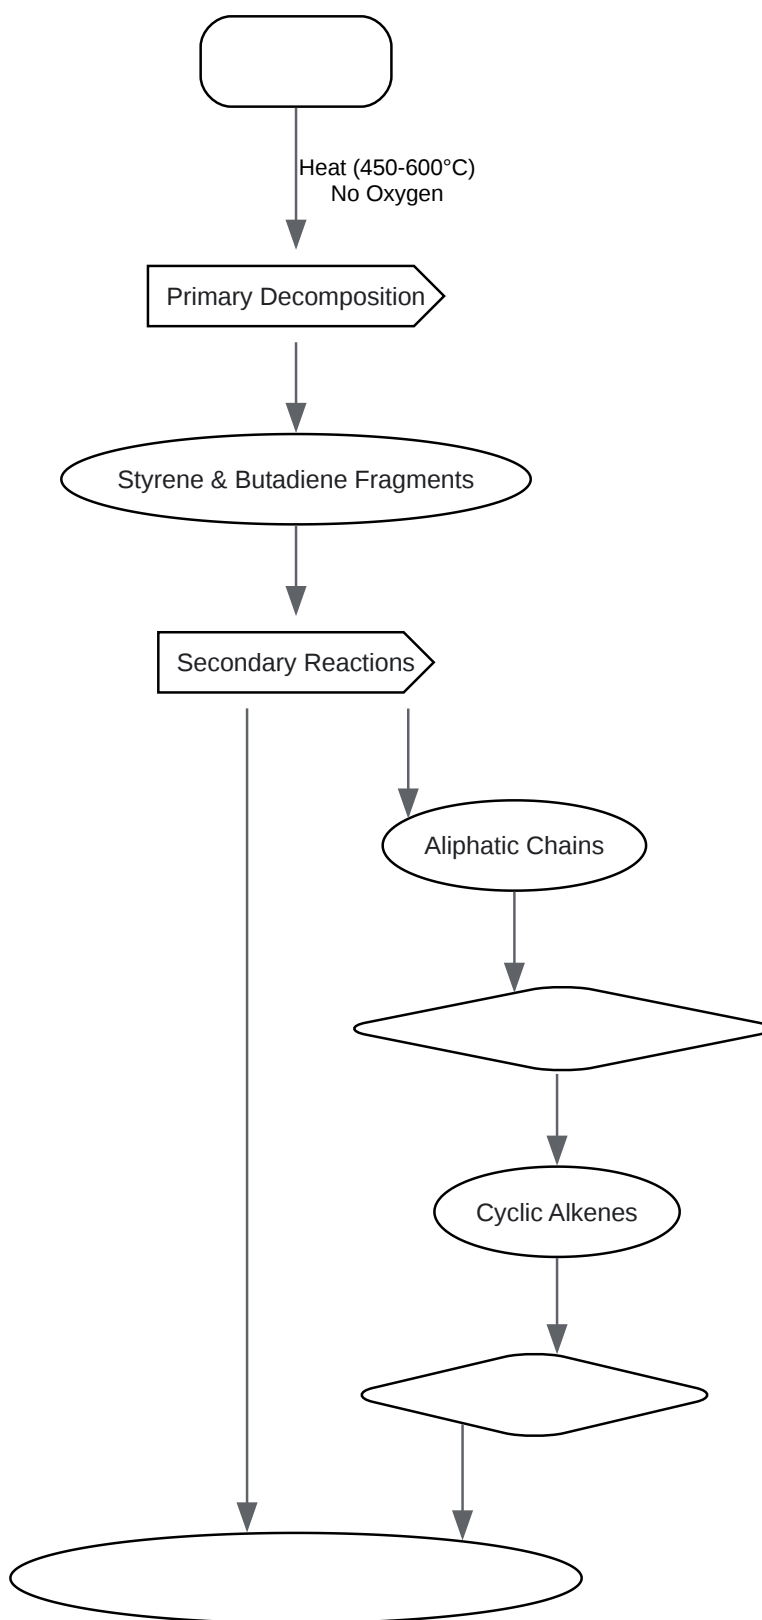 Heat (450-600°C)
No Oxygen
Primary Decomposition
Styrene & Butadiene Fragments
Secondary Reactions
Aliphatic Chains
Cyclic Alkenes